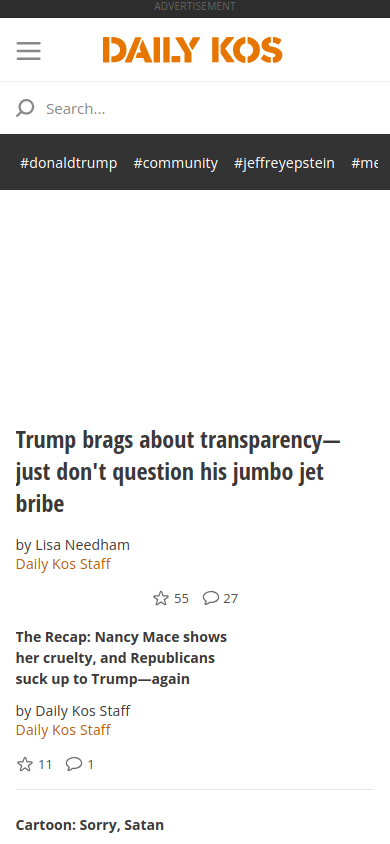 ADVERTISEMENT
DAILY KOS
Search...
#donaldtrump #community #jeffreyepstein #me
Trump brags about transparency—
just don't question his jumbo jet
bribe
by Lisa Needham
Daily Kos Staff
55 27
The Recap: Nancy Mace shows
her cruelty, and Republicans
suck up to Trump—again
by Daily Kos Staff
Daily Kos Staff
11 1
Cartoon: Sorry, Satan